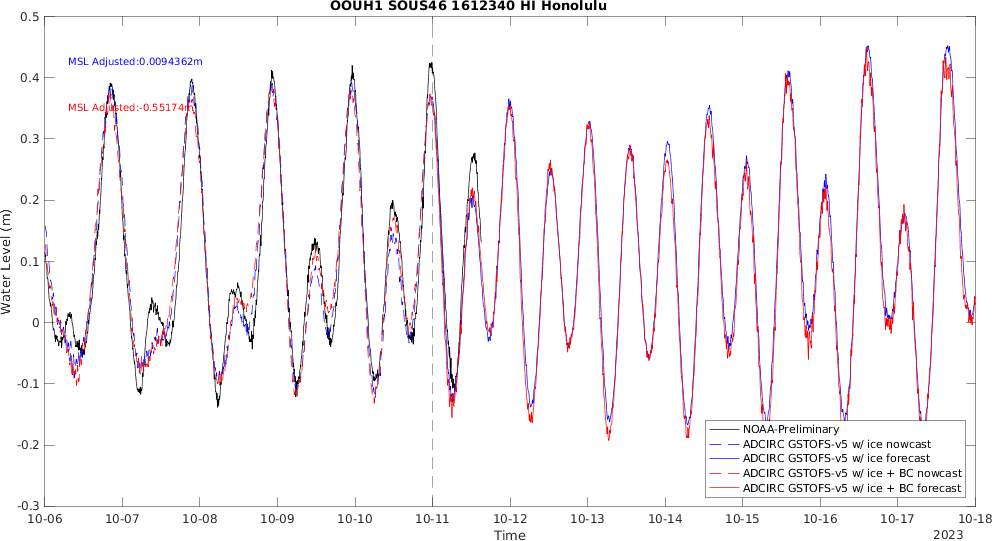 OOUH1 SOUS46 1612340 HI Honolulu
0.5
0.4
0.3
0.2
0.1
0
-0.1
-0.2
-0.3
Water Level (m)
MSL Adjusted:0.0094362m
MSL Adjusted:-0.55174m
NOAA-Preliminary
ADCIRC GSTOFS-v5 w/ ice nowcast
ADCIRC GSTOFS-v5 w/ ice forecast
ADCIRC GSTOFS-v5 w/ ice + BC nowcast
ADCIRC GSTOFS-v5 w/ ice + BC forecast
10-06 10-07 10-08 10-09 10-10 10-11 10-12 10-13 10-14 10-15 10-16 10-17 10-18
Time
2023